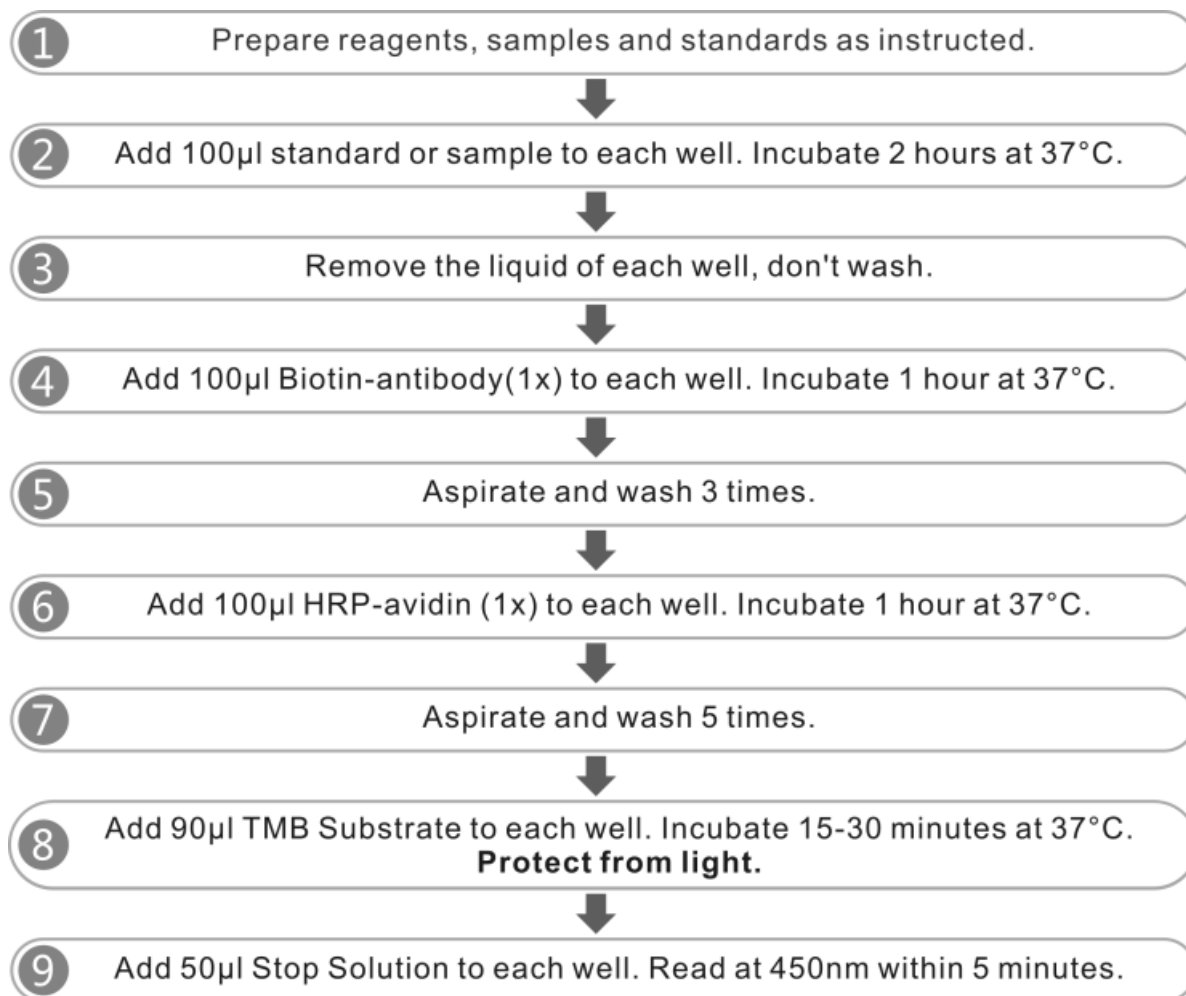 1 Prepare reagents, samples and standards as instructed.
2 Add 100µl standard or sample to each well. Incubate 2 hours at 37°C.
3 Remove the liquid of each well, don't wash.
4 Add 100µl Biotin-antibody(1x) to each well. Incubate 1 hour at 37°C.
5 Aspirate and wash 3 times.
6 Add 100µl HRP-avidin (1x) to each well. Incubate 1 hour at 37°C.
7 Aspirate and wash 5 times.
8 Add 90µl TMB Substrate to each well. Incubate 15-30 minutes at 37°C.
Protect from light.
9 Add 50µl Stop Solution to each well. Read at 450nm within 5 minutes.